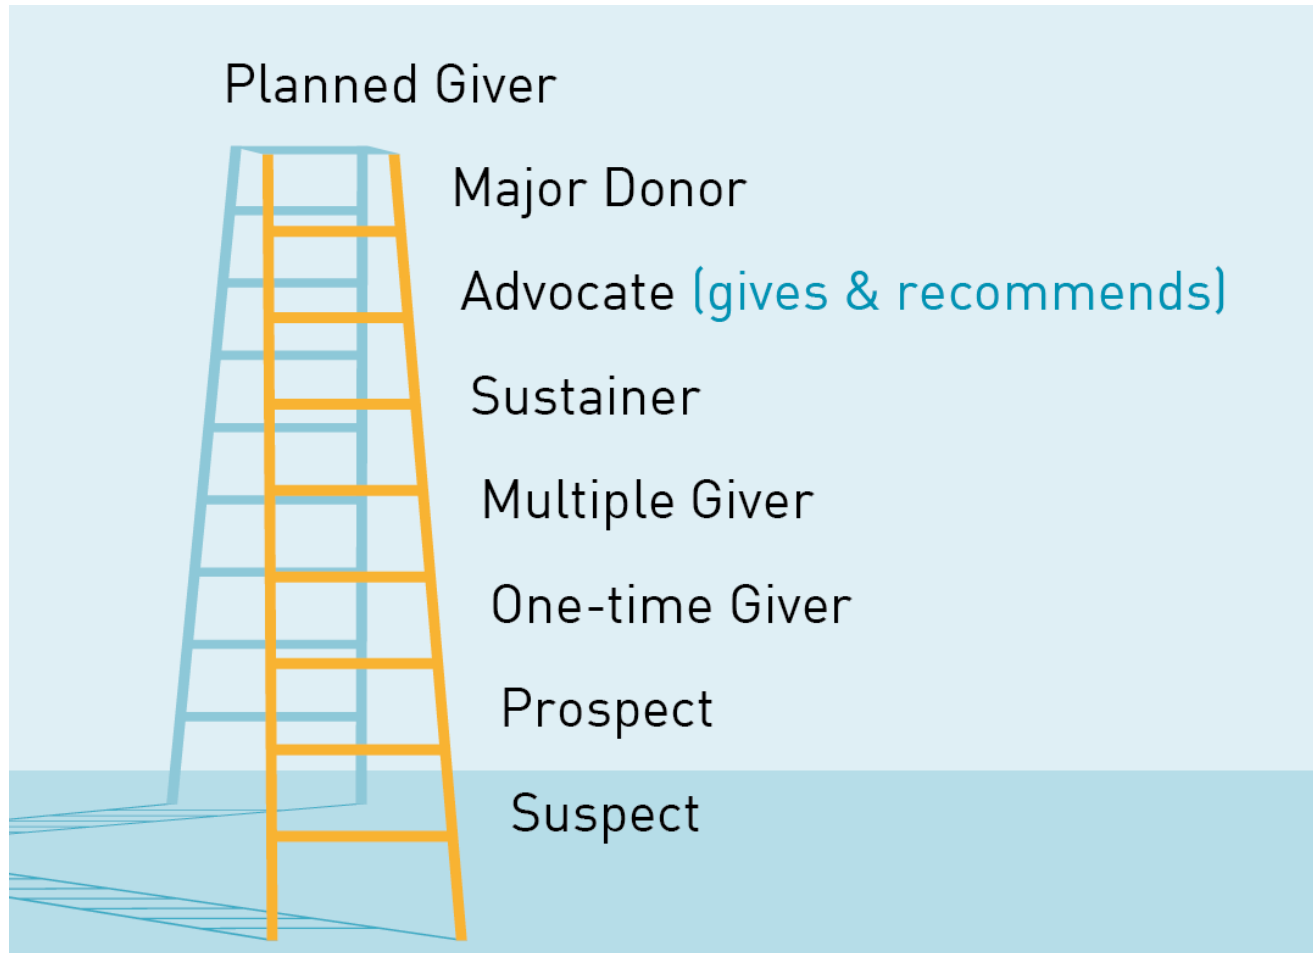 Planned Giver
Major Donor
Advocate (gives & recommends)
Sustainer
Multiple Giver
One-time Giver
Prospect
Suspect